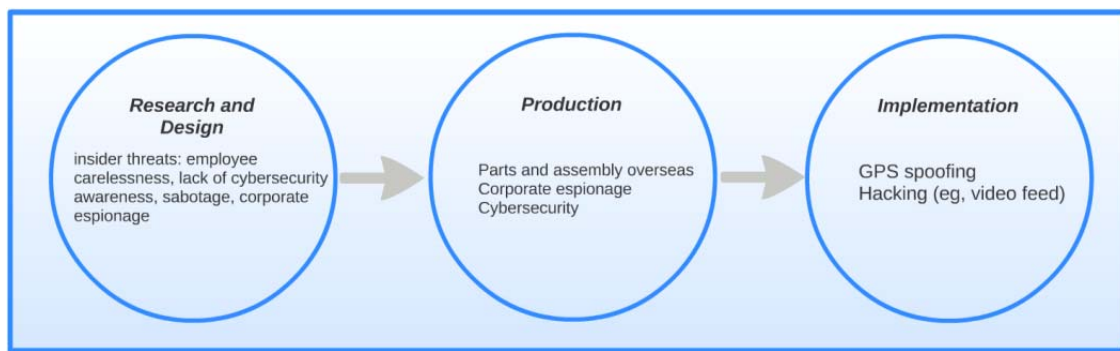 Research and
Design
insider threats: employee
carelessness, lack of cybersecurity
awareness, sabotage, corporate
espionage
Production
Parts and assembly overseas
Corporate espionage
Cybersecurity
Implementation
GPS spoofing
Hacking (eg, video feed)